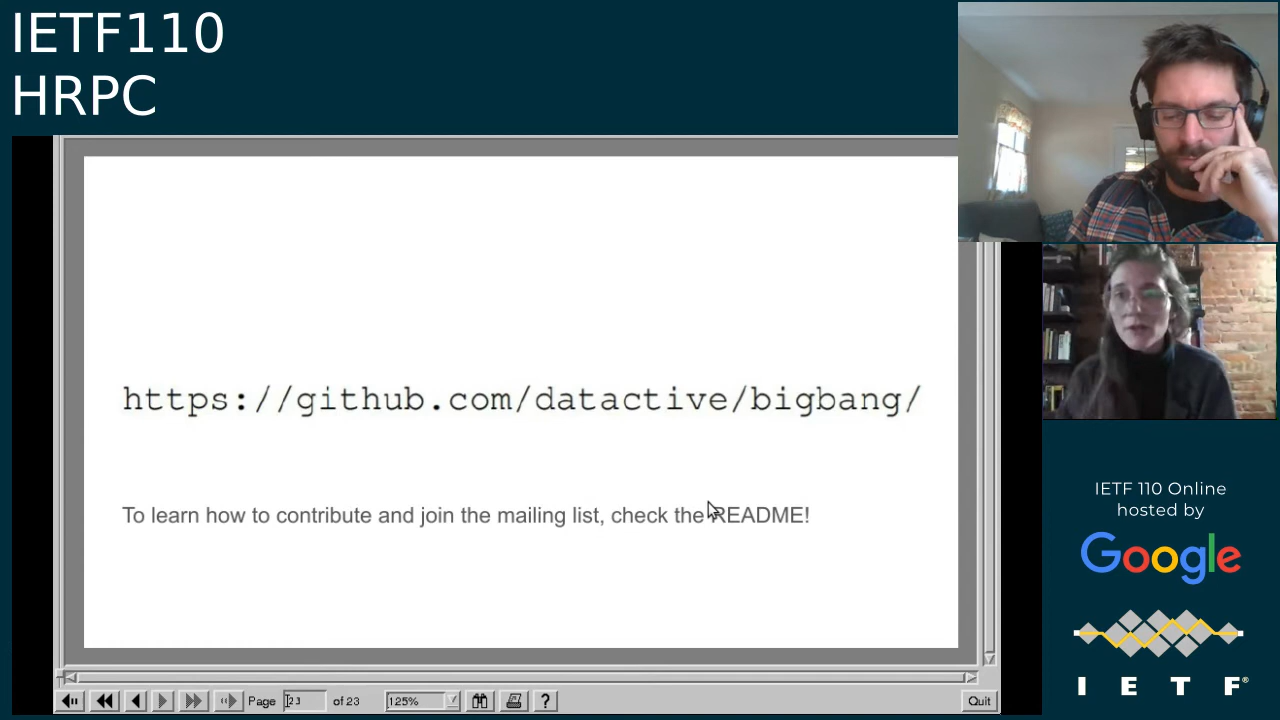 IETF110
HRPC
https://github.com/datactive/bigbang/
To learn how to contribute and join the mailing list, check the README!
Page 23 of 23 125% ? Quit
IETF 110 Online
hosted by
Google
I E T F®